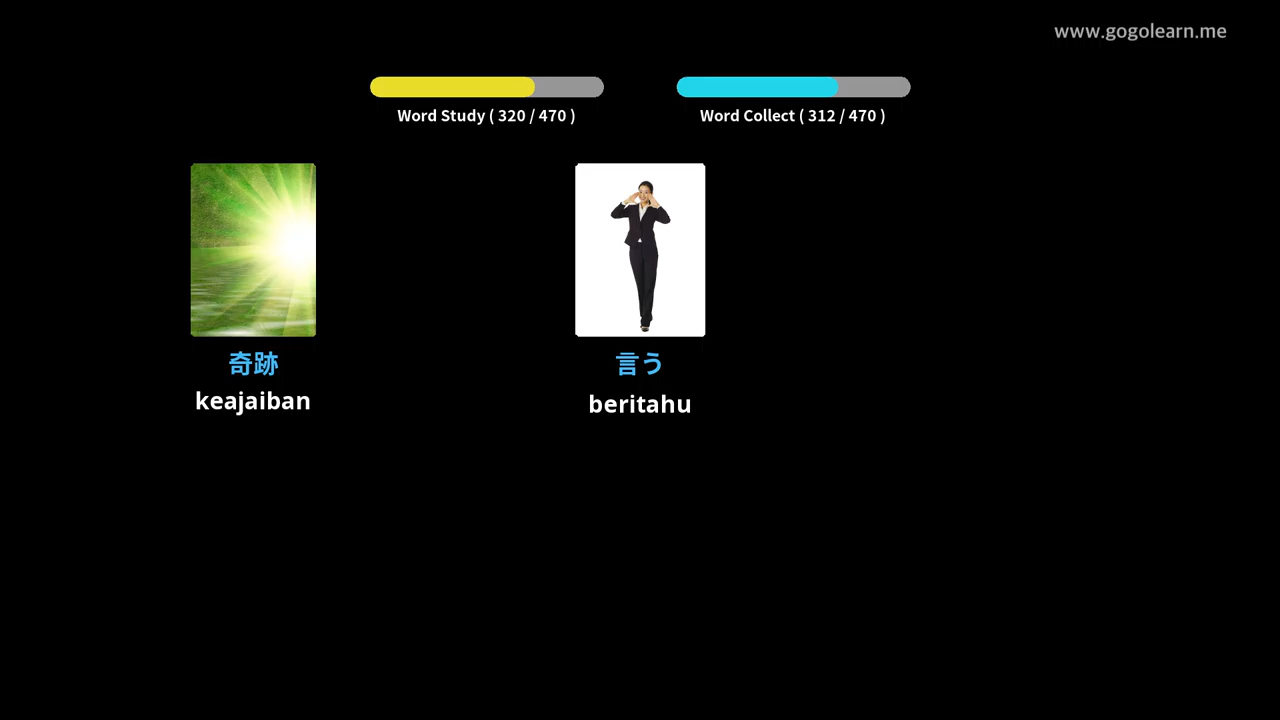 www.gogolearn.me
Word Study ( 320 / 470 )
Word Collect ( 312 / 470 )
奇跡
keajaiban
言う
beritahu